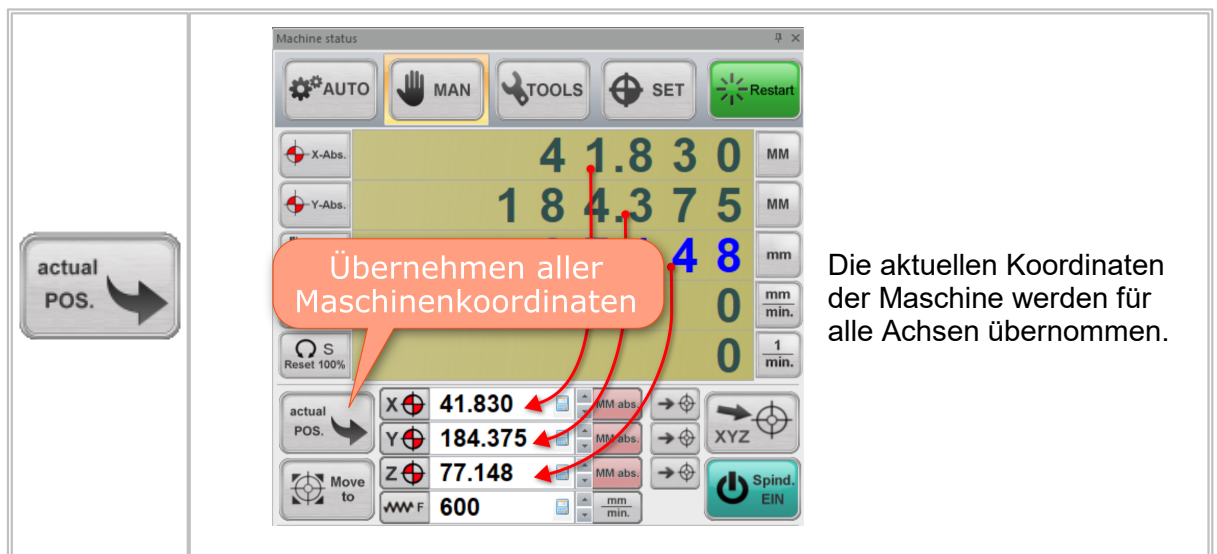 actual
POS.
Machine status
AUTO
MAN
TOOLS
SET
Restart
X-Abs.
41.830
MM
Y-Abs.
184.375
MM
48
mm
Übernehmen aller
Maschinenkoordinaten
0
mm
min.
S
Reset 100%
0
1
min.
actual
POS.
X
41.830
MM abs.
Y
184.375
MM abs.
XYZ
Z
77.148
MM abs.
Move
to
F
600
mm
min.
Spind.
EIN
Die aktuellen Koordinaten
der Maschine werden für
alle Achsen übernommen.